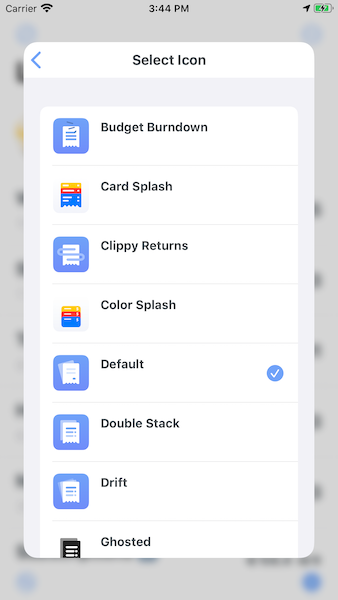 Carrier 3:44 PM
Select Icon
Budget Burndown
Card Splash
Clippy Returns
Color Splash
Default
Double Stack
Drift
Ghosted